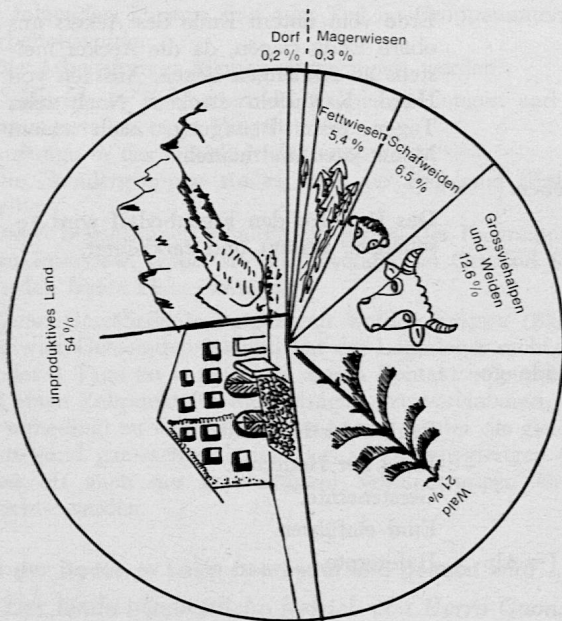 Dorf
0,2 %
Magerwiesen
0,3 %
Fettwiesen
5,4 %
Schafweiden
6,5 %
Grossviehalpen
und Weiden
12,6 %
Wald
21 %
unproduktives Land
54 %